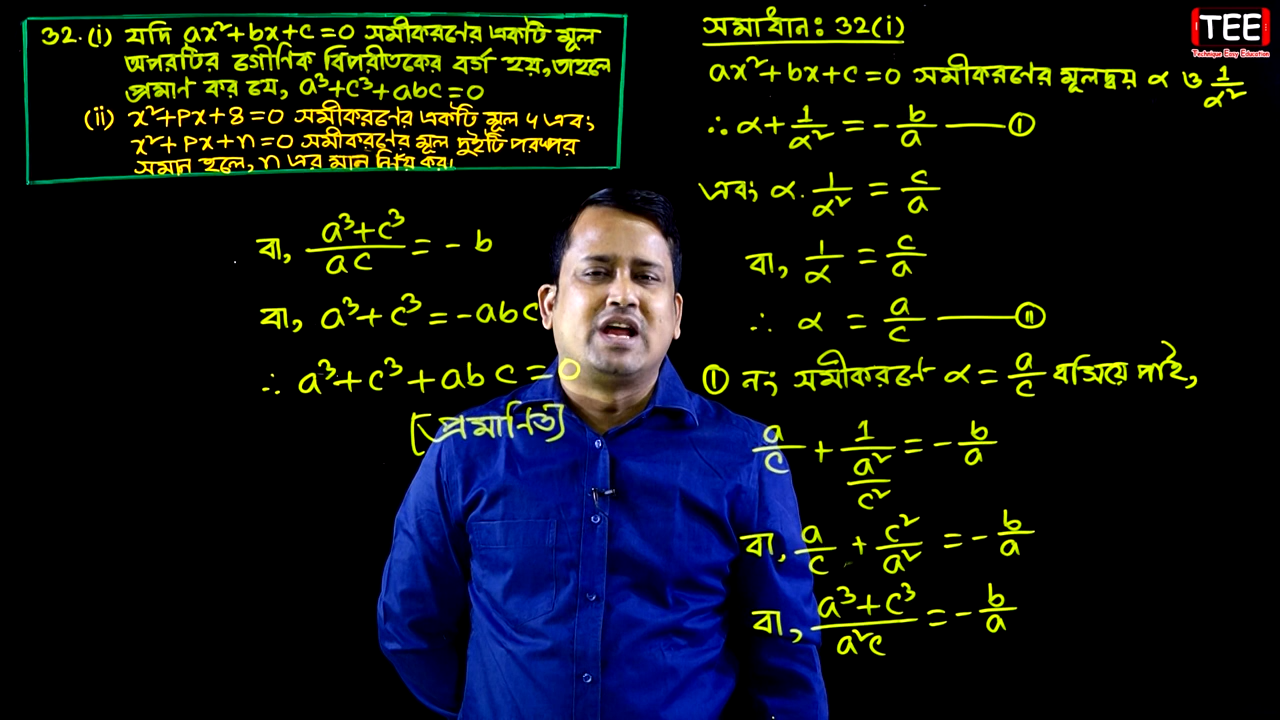 32. (i) যদি ax²+bx+c=0 সমীকরণের একটি মূল
অপরটির গৌণিক বিপরীতকের বর্গ হয়, তাহলে
প্রমাণ কর যে, a³+c³+abc=0
(ii) x²+px+8=0 সমীকরণের একটি মূল 4 এবং
x²+px+n=0 সমীকরণের মূল দুইটি পরস্পর
সমান হলে, n এর মান নির্ণয় কর।
সমাধান: 32(i)
ax²+bx+c=0 সমীকরণের মূলদ্বয় α ও 1/α²
∴ α + 1/α² = - b/a —— (i)
এবং α. 1/α² = c/a
বা, 1/α = c/a
∴ α = a/c —— (ii)
(i) নং সমীকরণে α = a/c বসিয়ে পাই,
a/c + 1/(a²/c²) = - b/a
বা, a/c + c²/a² = - b/a
বা, (a³+c³)/(a²c) = - b/a
বা, (a³+c³)/(ac) = - b
বা, a³+c³ = -abc
∴ a³+c³+abc=0
[প্রমাণিত]
TEE
Technique Easy Education